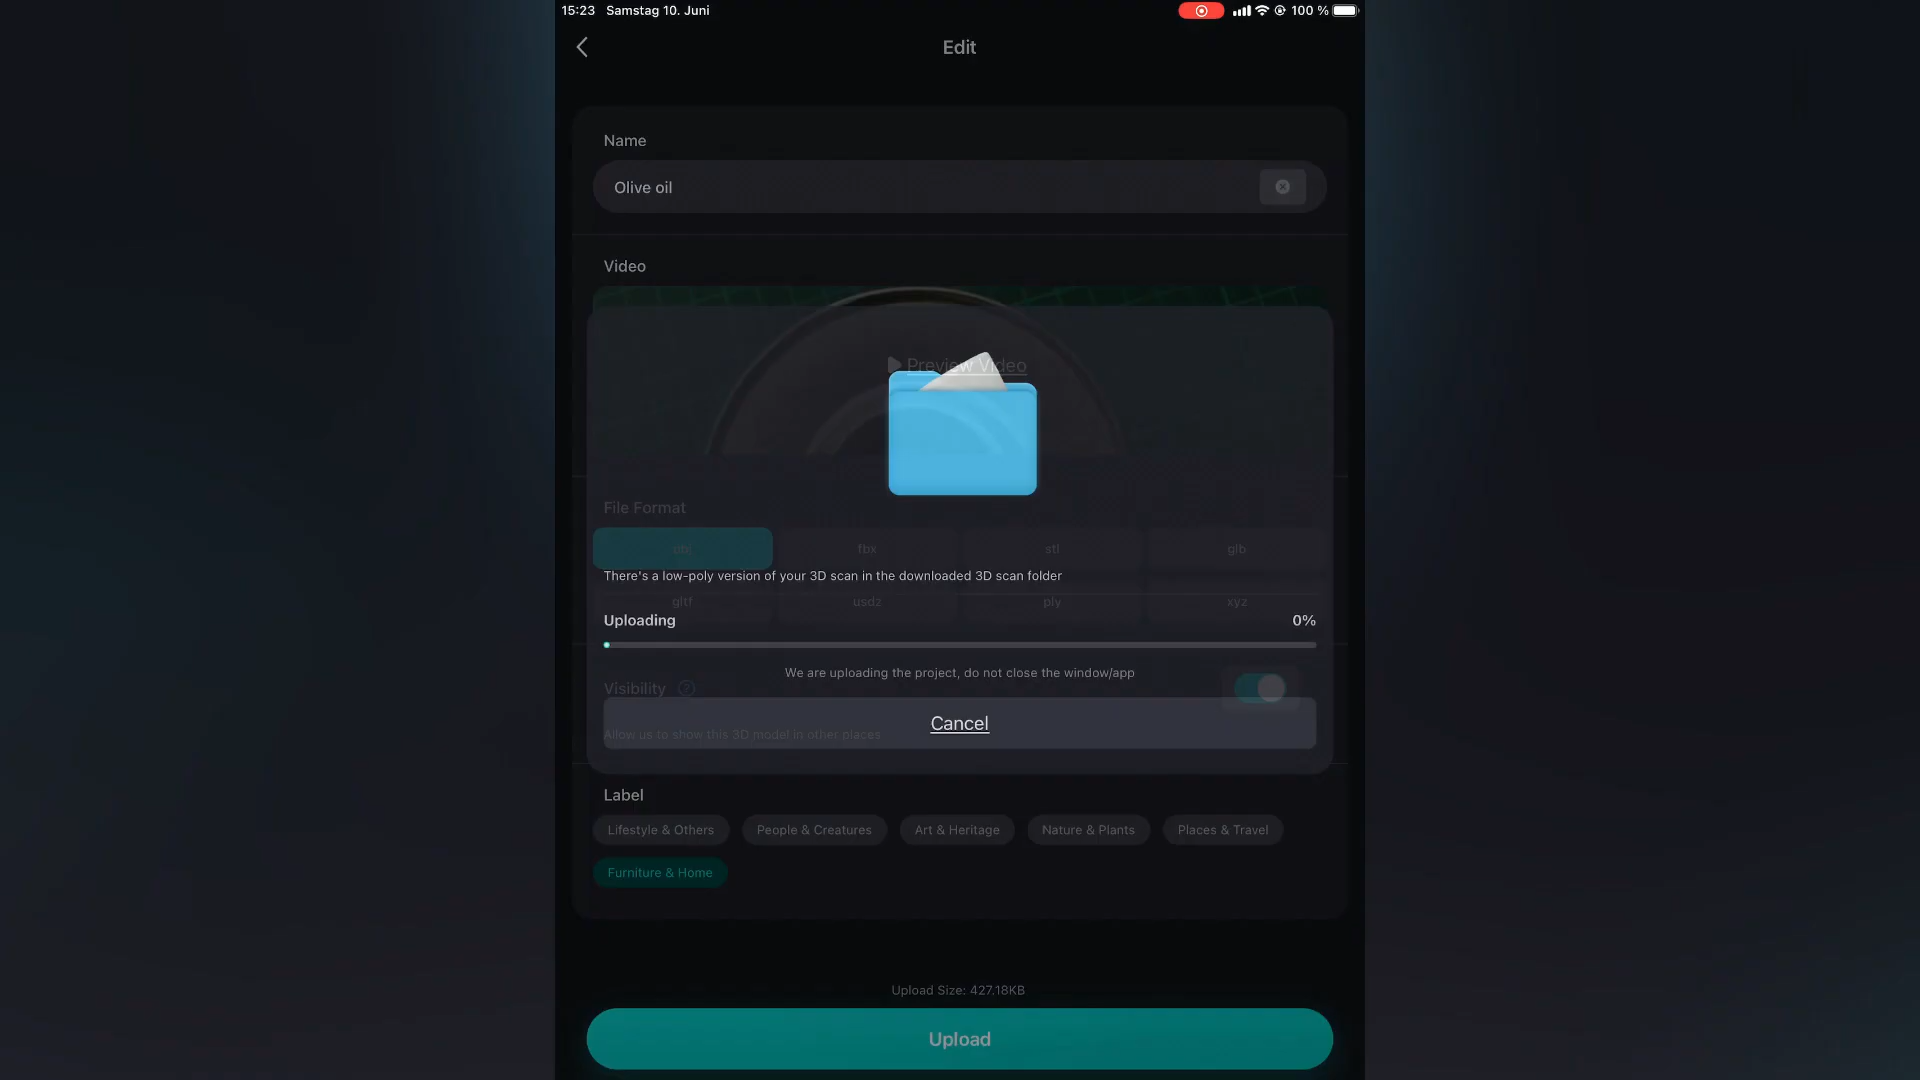 15:23 Samstag 10. Juni
100 %
Edit
Name
Olive oil
Video
Preview Video
File Format
obj fbx stl glb
There's a low-poly version of your 3D scan in the downloaded 3D scan folder
gltf usdz ply xyz
Uploading 0%
We are uploading the project, do not close the window/app
Visibility ?
Cancel
Allow us to show this 3D model in other places
Label
Lifestyle & Others People & Creatures Art & Heritage Nature & Plants Places & Travel
Furniture & Home
Upload Size: 427.18KB
Upload